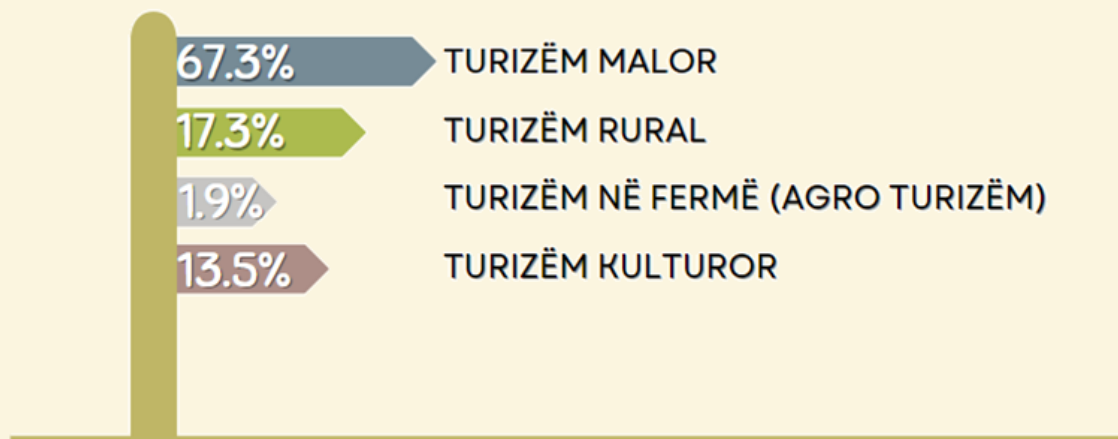 67.3% TURIZËM MALOR
17.3% TURIZËM RURAL
1.9% TURIZËM NË FERMË (AGRO TURIZËM)
13.5% TURIZËM KULTUROR